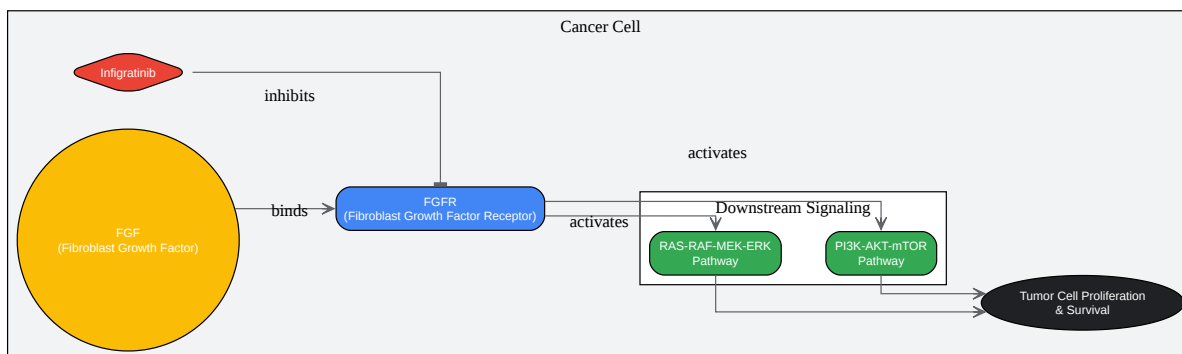 Cancer Cell
Infigratinib
inhibits
activates
FGF
(Fibroblast Growth Factor)
binds
FGFR
(Fibroblast Growth Factor Receptor)
activates
Downstream Signaling
RAS-RAF-MEK-ERK
Pathway
PI3K-AKT-mTOR
Pathway
Tumor Cell Proliferation
& Survival